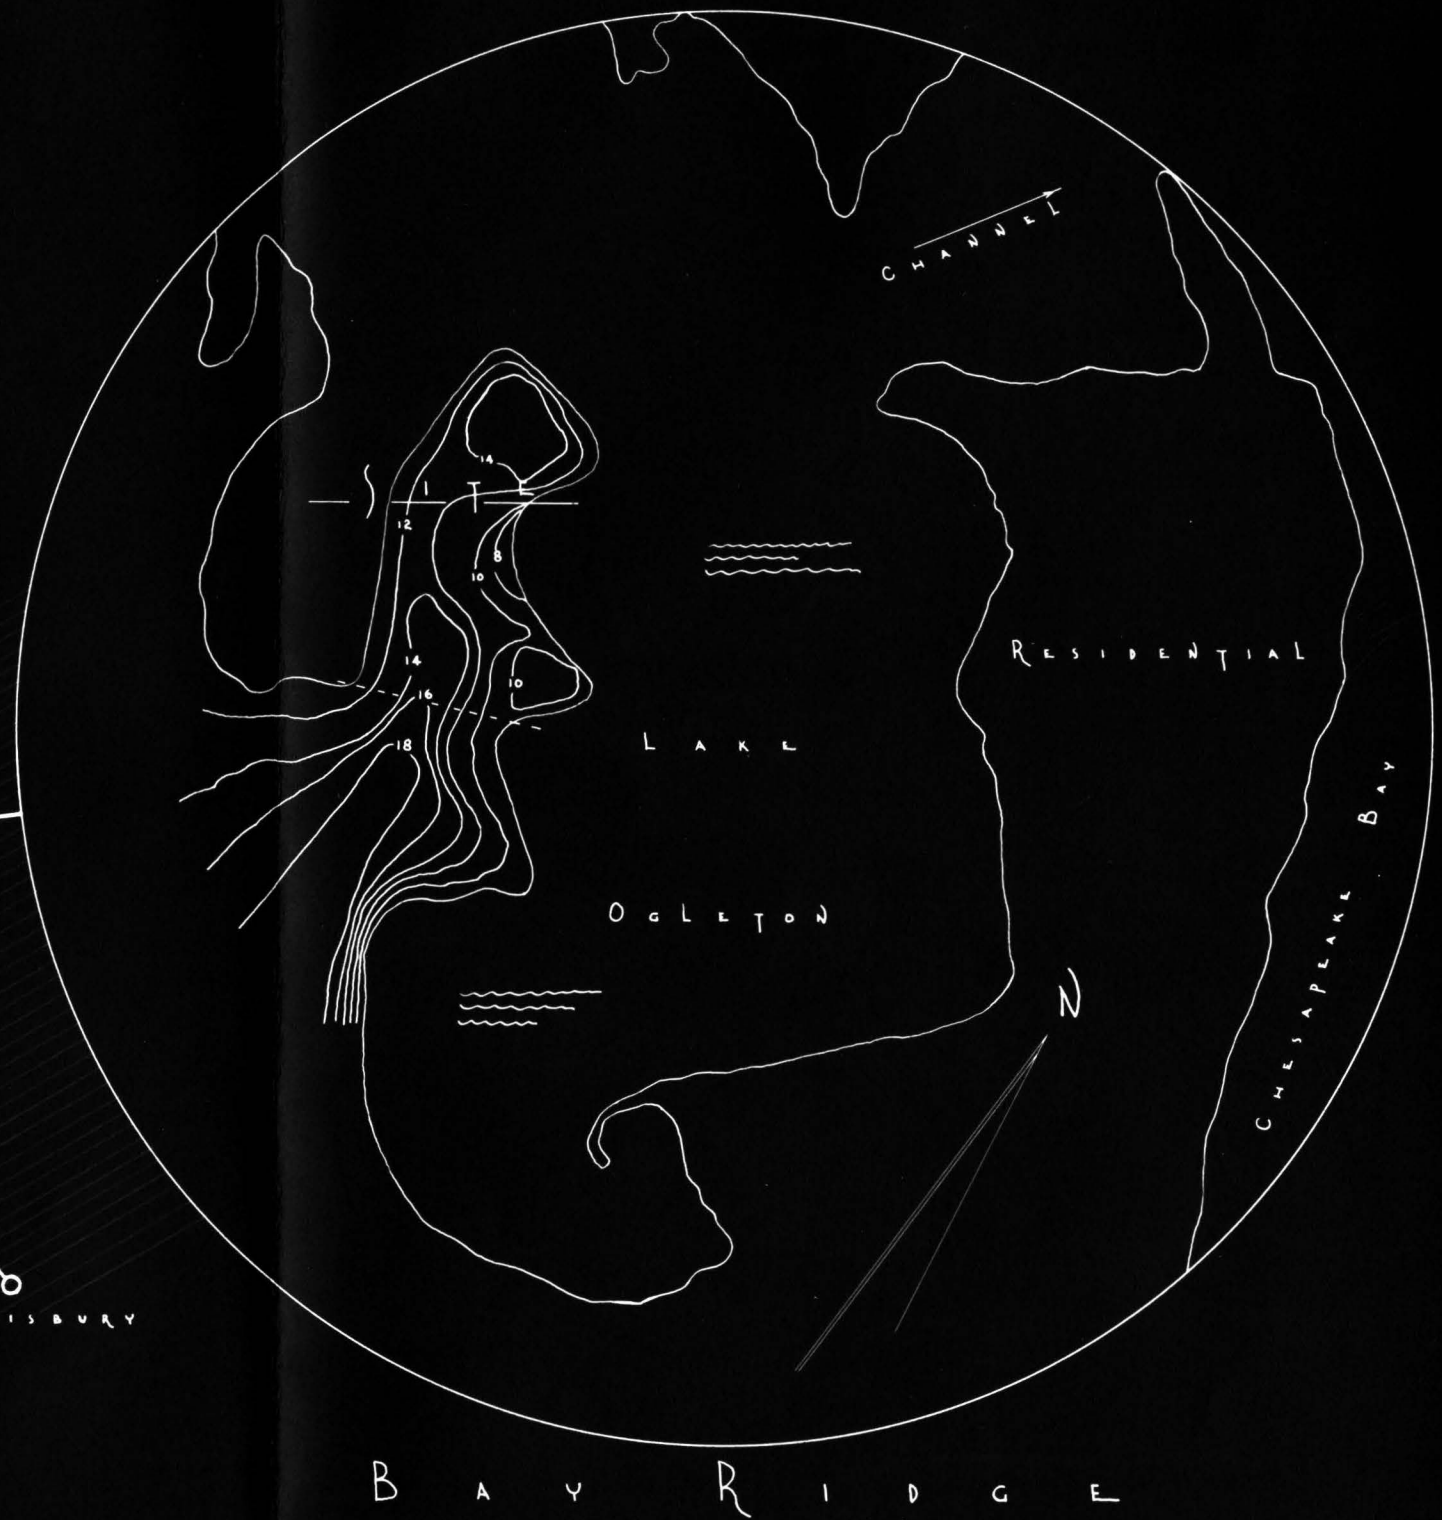 CHANNEL
14
SITE
12
8
10
RESIDENTIAL
14
10
16
LAKE
18
CHESAPEAKE BAY
OGLETON
N
ISBURY
BAY RIDGE